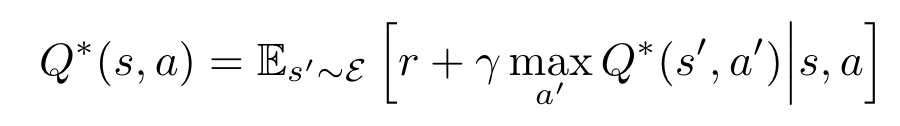 Q*(s, a) = 𝔼_{s′∼ℰ} [ r + γ max_{a′} Q*(s′, a′) | s, a ]